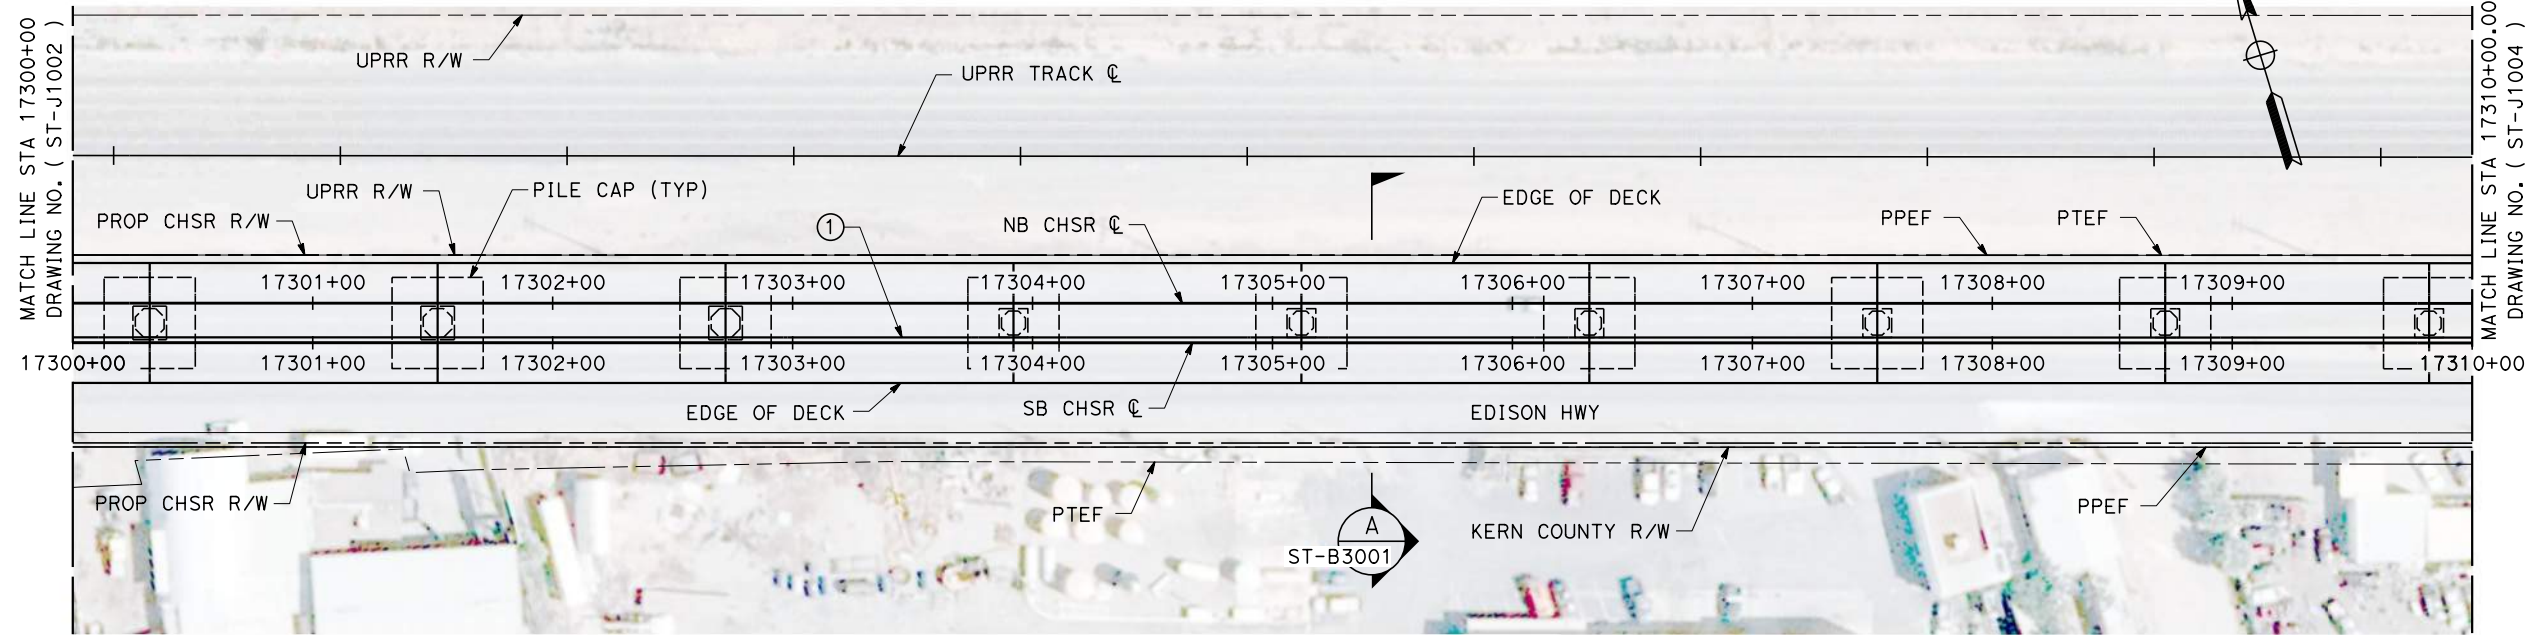 MATCH LINE STA 17300+00
DRAWING NO. ( ST-J1002 )
UPRR R/W
UPRR TRACK ℄
UPRR R/W
PILE CAP (TYP)
PROP CHSR R/W
1
NB CHSR ℄
EDGE OF DECK
PPEF
PTEF
17301+00 17302+00 17303+00 17304+00 17305+00 17306+00 17307+00 17308+00 17309+00
17300+00 17301+00 17302+00 17303+00 17304+00 17305+00 17306+00 17307+00 17308+00 17309+00 17310+00
EDGE OF DECK
SB CHSR ℄
EDISON HWY
PROP CHSR R/W
PTEF
A
ST-B3001
KERN COUNTY R/W
PPEF
MATCH LINE STA 17310+00.00
DRAWING NO. ( ST-J1004 )